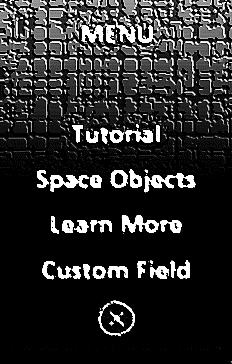 MENU
Tutorial
Space Objects
Learn More
Custom Field